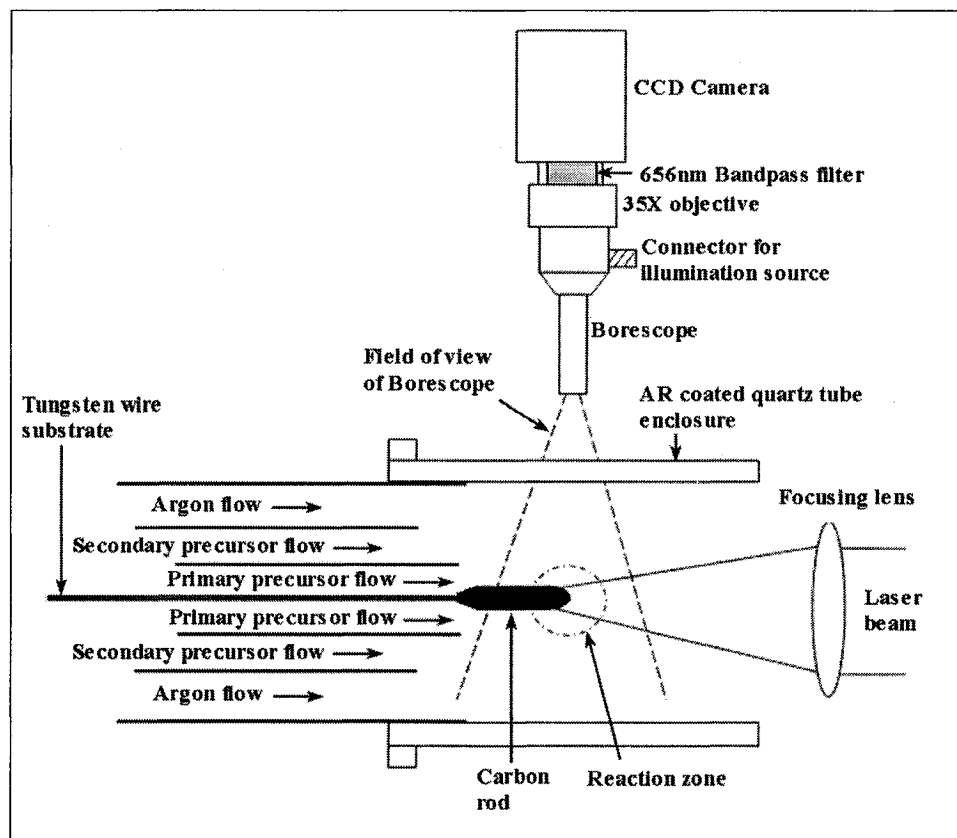 CCD Camera
656nm Bandpass filter
35X objective
Connector for
illumination source
Borescope
Field of view
of Borescope
AR coated quartz tube
enclosure
Tungsten wire
substrate
Argon flow
Focusing lens
Secondary precursor flow
Primary precursor flow
Laser
beam
Primary precursor flow
Secondary precursor flow
Argon flow
Carbon
rod
Reaction zone